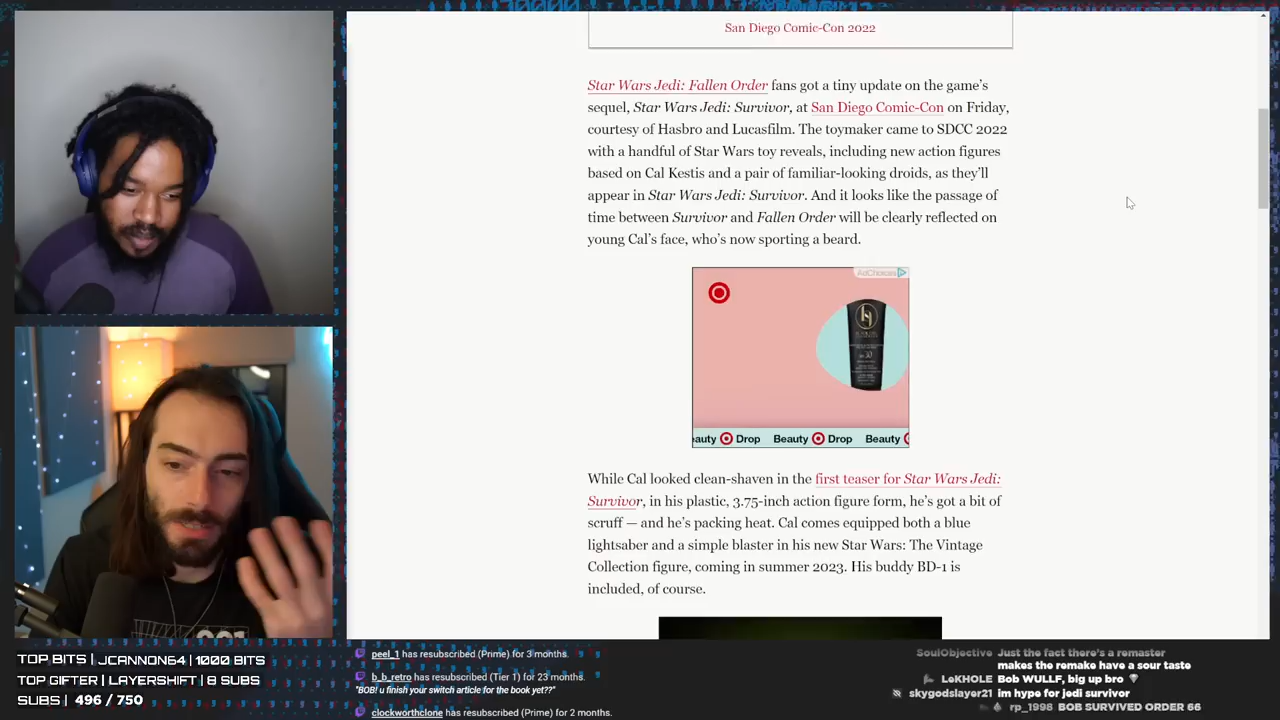 San Diego Comic-Con 2022
Star Wars Jedi: Fallen Order fans got a tiny update on the game's
sequel, Star Wars Jedi: Survivor, at San Diego Comic-Con on Friday,
courtesy of Hasbro and Lucasfilm. The toymaker came to SDCC 2022
with a handful of Star Wars toy reveals, including new action figures
based on Cal Kestis and a pair of familiar-looking droids, as they'll
appear in Star Wars Jedi: Survivor. And it looks like the passage of
time between Survivor and Fallen Order will be clearly reflected on
young Cal's face, who's now sporting a beard.
AdChoices
eauty Drop Beauty Drop Beauty
While Cal looked clean-shaven in the first teaser for Star Wars Jedi:
Survivor, in his plastic, 3.75-inch action figure form, he's got a bit of
scruff — and he's packing heat. Cal comes equipped both a blue
lightsaber and a simple blaster in his new Star Wars: The Vintage
Collection figure, coming in summer 2023. His buddy BD-1 is
included, of course.
TOP BITS | JCANNON64 | 1000 BITS
TOP GIFTER | LAYERSHIFT | 8 SUBS
SUBS | 496 / 750
peel_1 has resubscribed (Prime) for 3 months.
b_b_retro has resubscribed (Tier 1) for 23 months.
"BOB! u finish your switch article for the book yet??"
clockworthclone has resubscribed (Prime) for 2 months.
SoulObjective Just the fact there's a remaster
makes the remake have a sour taste
LeKHOLE Bob WULLF, big up bro
skygodslayer21 im hype for jedi survivor
rp_1998 BOB SURVIVED ORDER 66